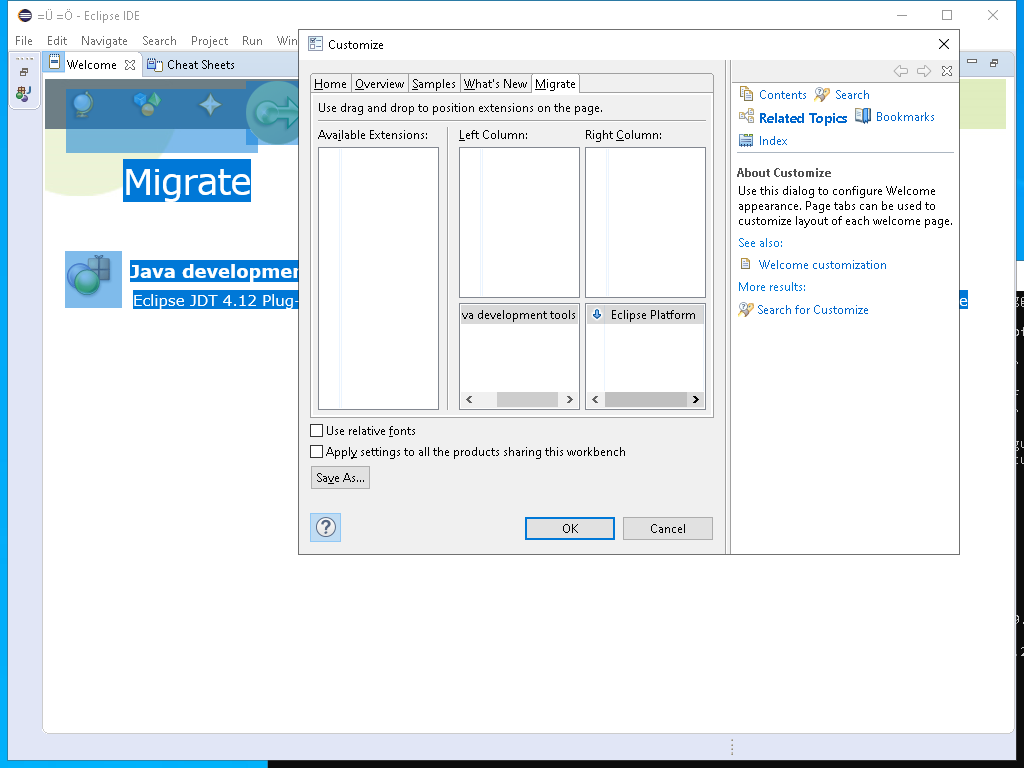 =Ü =Ö - Eclipse IDE
File Edit Navigate Search Project Run
Welcome Cheat Sheets
Migrate
Java
Eclipse JDT 4.12
Customize
Home Overview Samples What's New Migrate
Use drag and drop to position extensions on the page.
Available Extensions: Left Column: Right Column:
va development tools Eclipse Platform
Use relative fonts
Apply settings to all the products sharing this workbench
Save As...
OK Cancel
Contents Search
Related Topics Bookmarks
Index
About Customize
Use this dialog to configure Welcome
appearance. Page tabs can be used to
customize layout of each welcome page.
See also:
Welcome customization
More results:
Search for Customize